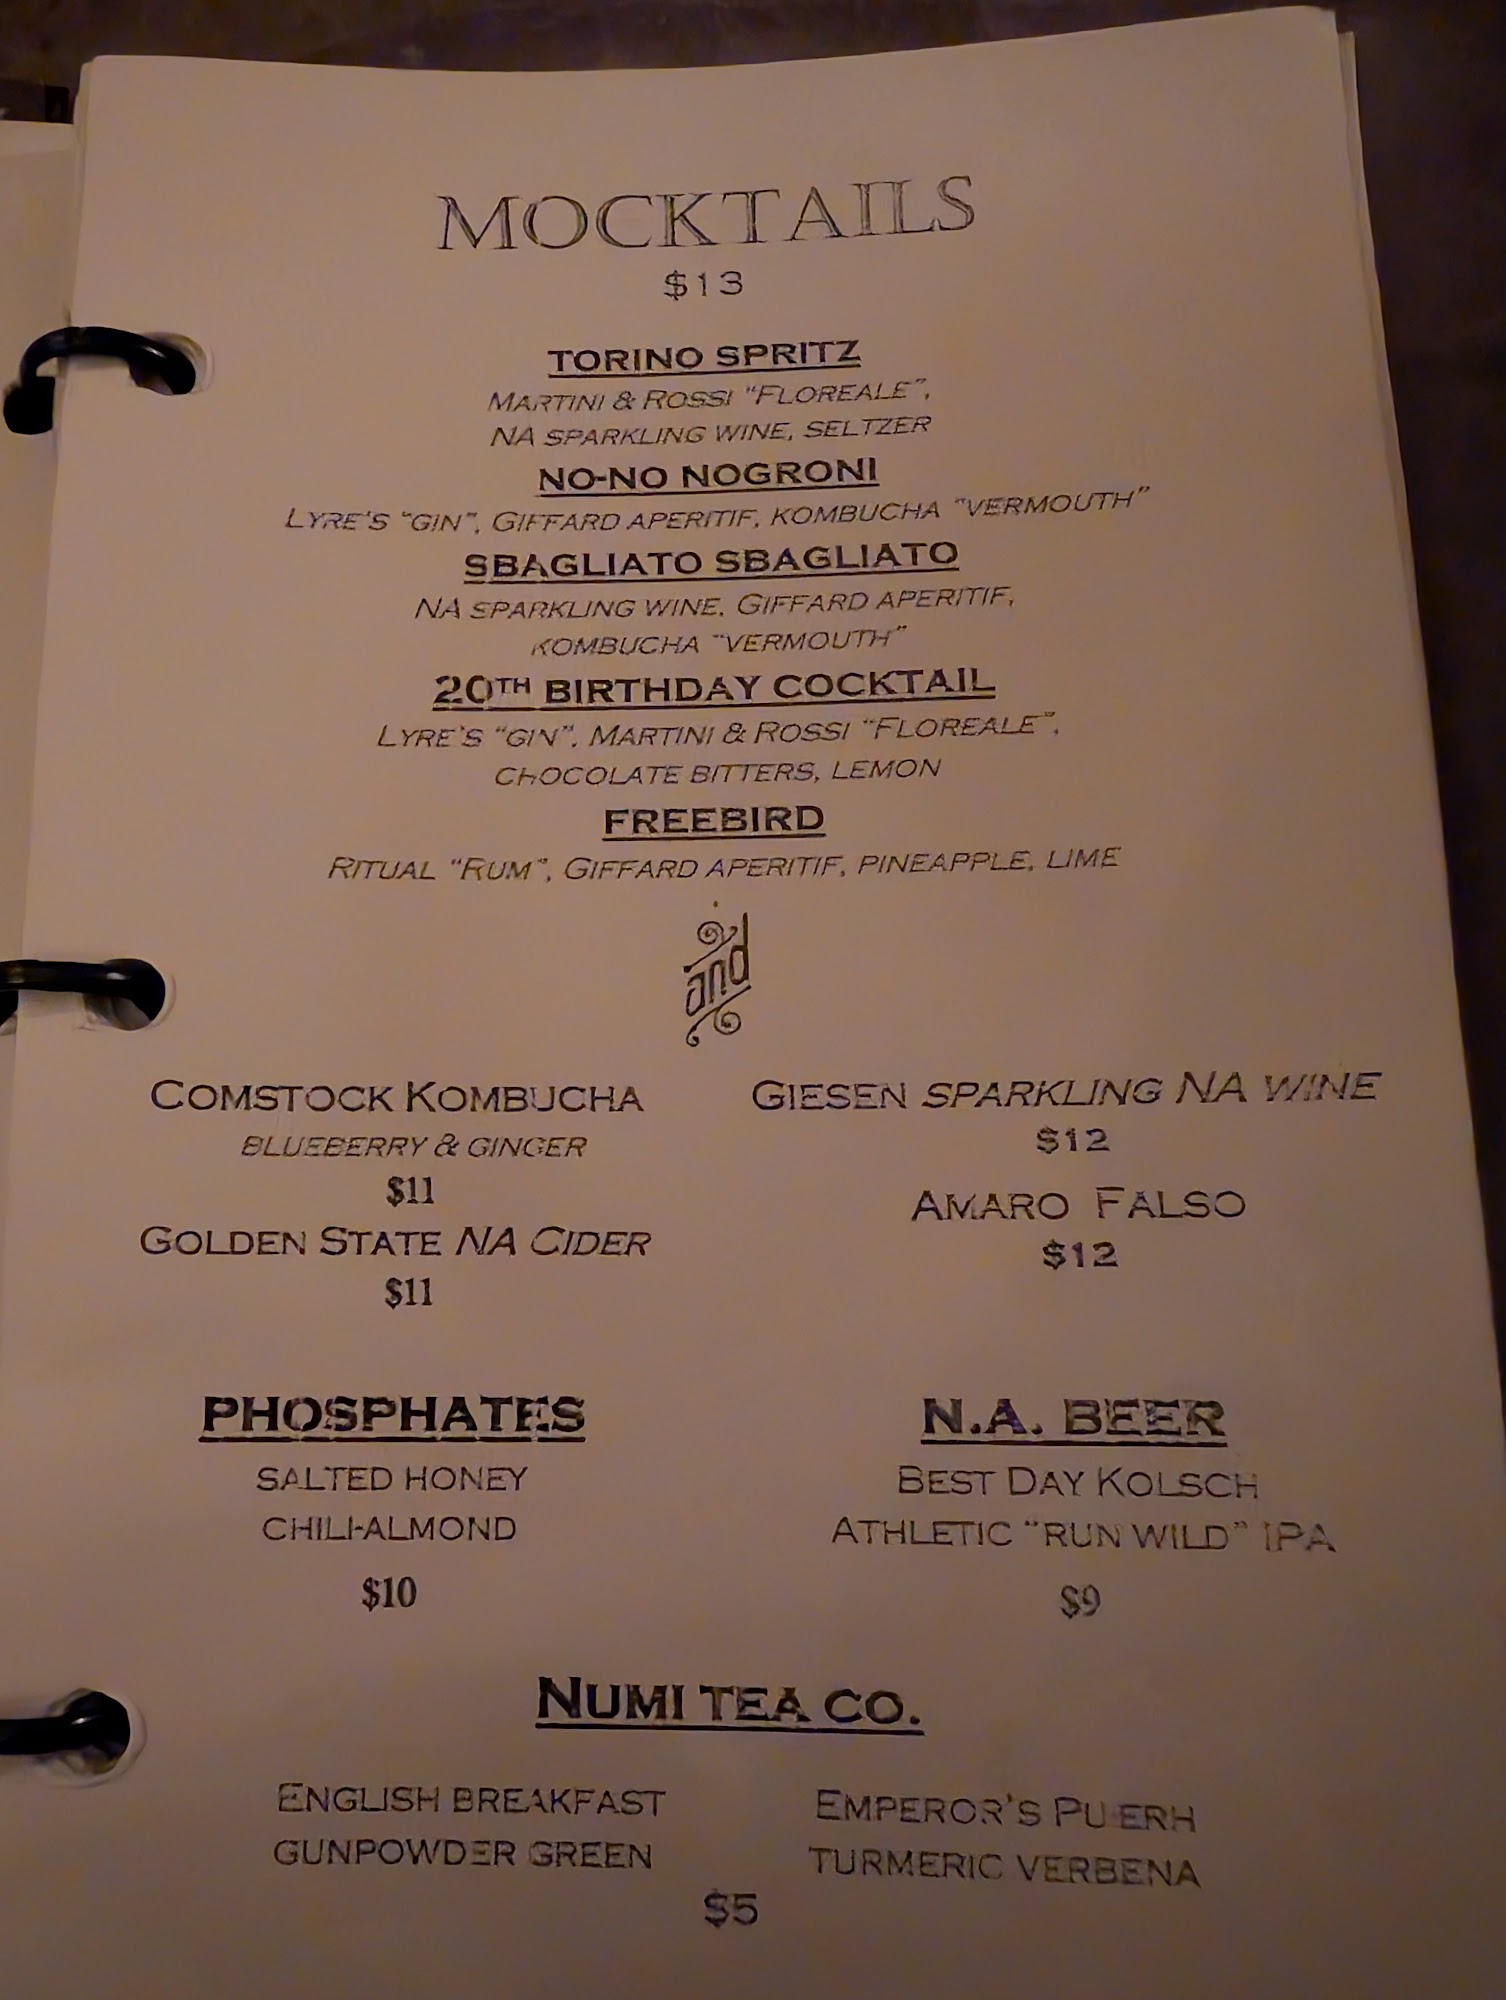 MOCKTAILS
$13
TORINO SPRITZ
MARTINI & ROSSI "FLOREALE",
NA SPARKLING WINE, SELTZER
NO-NO NOGRONI
LYRE'S "GIN", GIFFARD APERITIF, KOMBUCHA "VERMOUTH"
SBAGLIATO SBAGLIATO
NA SPARKLING WINE, GIFFARD APERITIF,
KOMBUCHA "VERMOUTH"
20TH BIRTHDAY COCKTAIL
LYRE'S "GIN", MARTINI & ROSSI "FLOREALE",
CHOCOLATE BITTERS, LEMON
FREEBIRD
RITUAL "RUM", GIFFARD APERITIF, PINEAPPLE, LIME
and
COMSTOCK KOMBUCHA
BLUEBERRY & GINGER
$11
GOLDEN STATE NA CIDER
$11
GIESEN SPARKLING NA WINE
$12
AMARO FALSO
$12
PHOSPHATES
SALTED HONEY
CHILI-ALMOND
$10
N.A. BEER
BEST DAY KOLSCH
ATHLETIC "RUN WILD" IPA
$9
NUMI TEA CO.
ENGLISH BREAKFAST
GUNPOWDER GREEN
EMPEROR'S PU ERH
TURMERIC VERBENA
$5